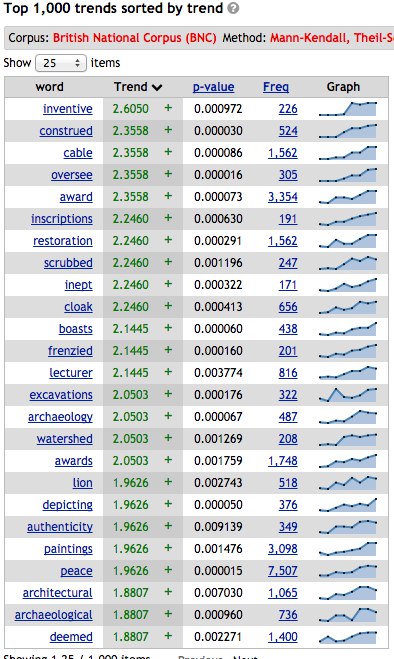 Top 1,000 trends sorted by trend ?
Corpus: British National Corpus (BNC) Method: Mann-Kendall, Theil-S
Show 25 items
word Trend p-value Freq Graph
inventive 2.6050 + 0.000972 226
construed 2.3558 + 0.000030 524
cable 2.3558 + 0.000086 1,562
oversee 2.3558 + 0.000016 305
award 2.3558 + 0.000073 3,354
inscriptions 2.2460 + 0.000630 191
restoration 2.2460 + 0.000291 1,562
scrubbed 2.2460 + 0.001196 247
inept 2.2460 + 0.000322 171
cloak 2.2460 + 0.000413 656
boasts 2.1445 + 0.000060 438
frenzied 2.1445 + 0.000160 201
lecturer 2.1445 + 0.003774 816
excavations 2.0503 + 0.000176 322
archaeology 2.0503 + 0.000067 487
watershed 2.0503 + 0.001269 208
awards 2.0503 + 0.001759 1,748
lion 1.9626 + 0.002743 518
depicting 1.9626 + 0.000050 376
authenticity 1.9626 + 0.009139 349
paintings 1.9626 + 0.001476 3,098
peace 1.9626 + 0.000015 7,507
architectural 1.8807 + 0.007030 1,065
archaeological 1.8807 + 0.000960 736
deemed 1.8807 + 0.002271 1,400
Showing 1-25 / 1,000 items Previous Next